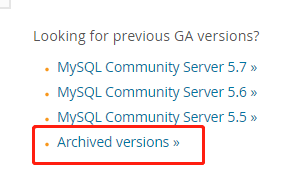 Looking for previous GA versions?
MySQL Community Server 5.7 »
MySQL Community Server 5.6 »
MySQL Community Server 5.5 »
Archived versions »